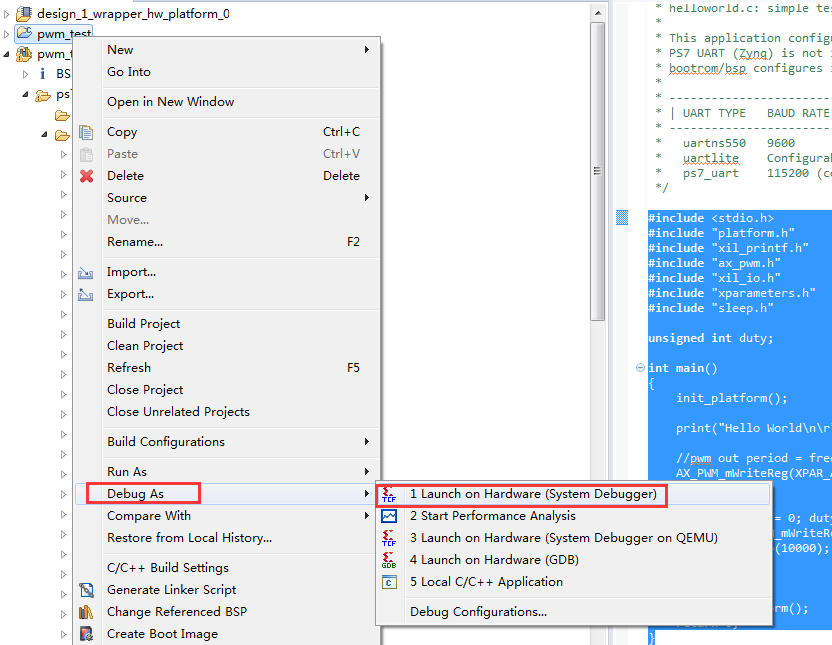 design_1_wrapper_hw_platform_0
pwm_test
pwm_t
BS
ps7
New
Go Into
Open in New Window
Copy Ctrl+C
Paste Ctrl+V
Delete Delete
Source
Move...
Rename... F2
Import...
Export...
Build Project
Clean Project
Refresh F5
Close Project
Close Unrelated Projects
Build Configurations
Run As
Debug As
Compare With
Restore from Local History...
C/C++ Build Settings
Generate Linker Script
Change Referenced BSP
Create Boot Image
1 Launch on Hardware (System Debugger)
2 Start Performance Analysis
3 Launch on Hardware (System Debugger on QEMU)
4 Launch on Hardware (GDB)
5 Local C/C++ Application
Debug Configurations...
* helloworld.c: simple te
*
* This application config
* PS7 UART (Zynq) is not
* bootrom/bsp configures
*
* ------------------------
* | UART TYPE BAUD RATE
* ------------------------
* uartns550 9600
* uartlite Configurab
* ps7_uart 115200 (co
*/
#include <stdio.h>
#include "platform.h"
#include "xil_printf.h"
#include "ax_pwm.h"
#include "xil_io.h"
#include "xparameters.h"
#include "sleep.h"
unsigned int duty;
int main()
{
init_platform();
print("Hello World\n\r
//pwm out period = fre
AX_PWM_mWriteReg(XPAR_A
= 0; dut
_mWriteRe
(10000);
rm();
}